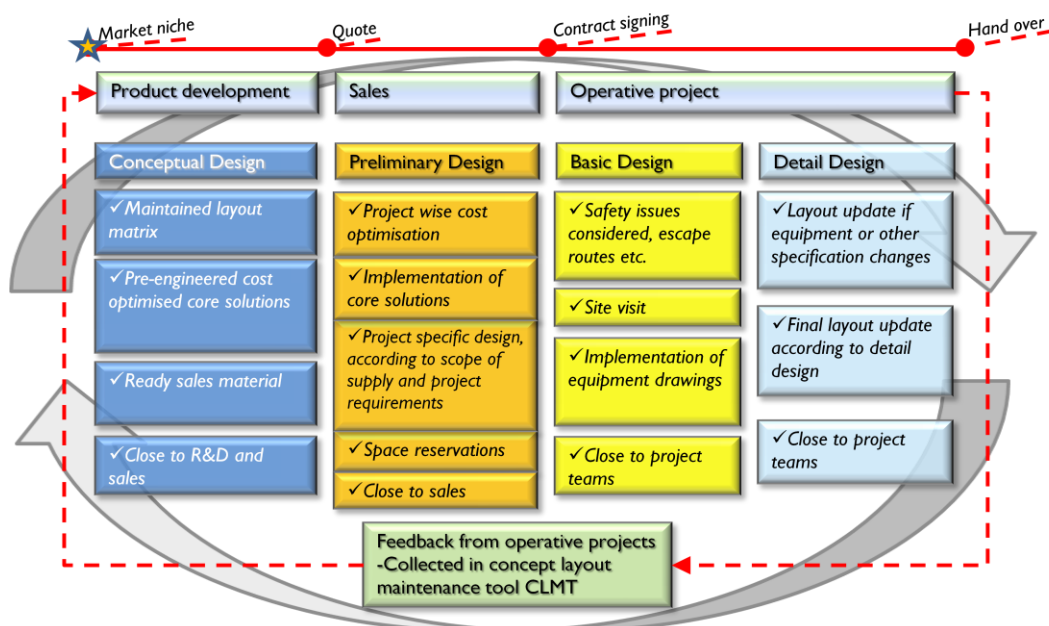 Market niche
Quote
Contract signing
Hand over
Product development
Sales
Operative project
Conceptual Design
Preliminary Design
Basic Design
Detail Design
✓Maintained layout
matrix
✓Pre-engineered cost
optimised core solutions
✓Ready sales material
✓Close to R&D and
sales
✓Project wise cost
optimisation
✓Implementation of
core solutions
✓Project specific design,
according to scope of
supply and project
requirements
✓Space reservations
✓Close to sales
✓Safety issues
considered, escape
routes etc.
✓Site visit
✓Implementation of
equipment drawings
✓Close to project
teams
✓Layout update if
equipment or other
specification changes
✓Final layout update
according to detail
design
✓Close to project
teams
Feedback from operative projects
-Collected in concept layout
maintenance tool CLMT